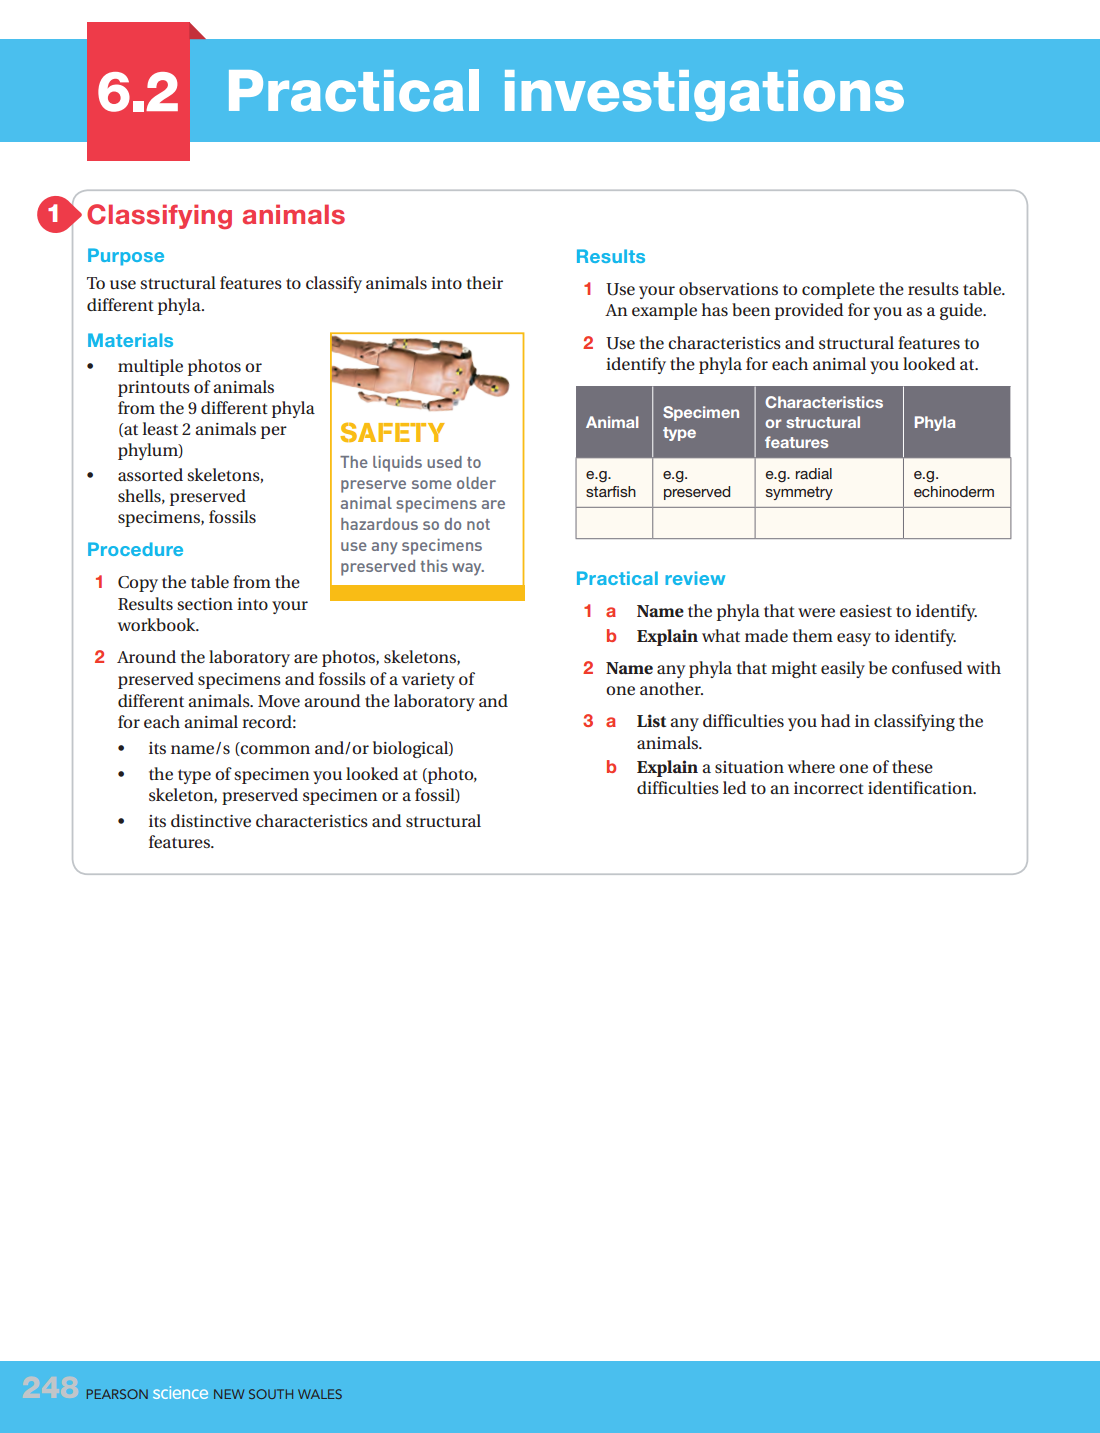 6.2
Practical investigations
1
Classifying animals
Purpose
To use structural features to classify animals into their
different phyla.
Materials
• multiple photos or
printouts of animals
from the 9 different phyla
(at least 2 animals per
phylum)
• assorted skeletons,
shells, preserved
specimens, fossils
SAFETY
The liquids used to
preserve some older
animal specimens are
hazardous so do not
use any specimens
preserved this way.
Procedure
1 Copy the table from the
Results section into your
workbook.
2 Around the laboratory are photos, skeletons,
preserved specimens and fossils of a variety of
different animals. Move around the laboratory and
for each animal record:
• its name/s (common and/or biological)
• the type of specimen you looked at (photo,
skeleton, preserved specimen or a fossil)
• its distinctive characteristics and structural
features.
Results
1 Use your observations to complete the results table.
An example has been provided for you as a guide.
2 Use the characteristics and structural features to
identify the phyla for each animal you looked at.
Animal
Specimen
type
Characteristics
or structural
features
Phyla
e.g.
starfish
e.g.
preserved
e.g. radial
symmetry
e.g.
echinoderm
Practical review
1 a Name the phyla that were easiest to identify.
b Explain what made them easy to identify.
2 Name any phyla that might easily be confused with
one another.
3 a List any difficulties you had in classifying the
animals.
b Explain a situation where one of these
difficulties led to an incorrect identification.
248 PEARSON science NEW SOUTH WALES